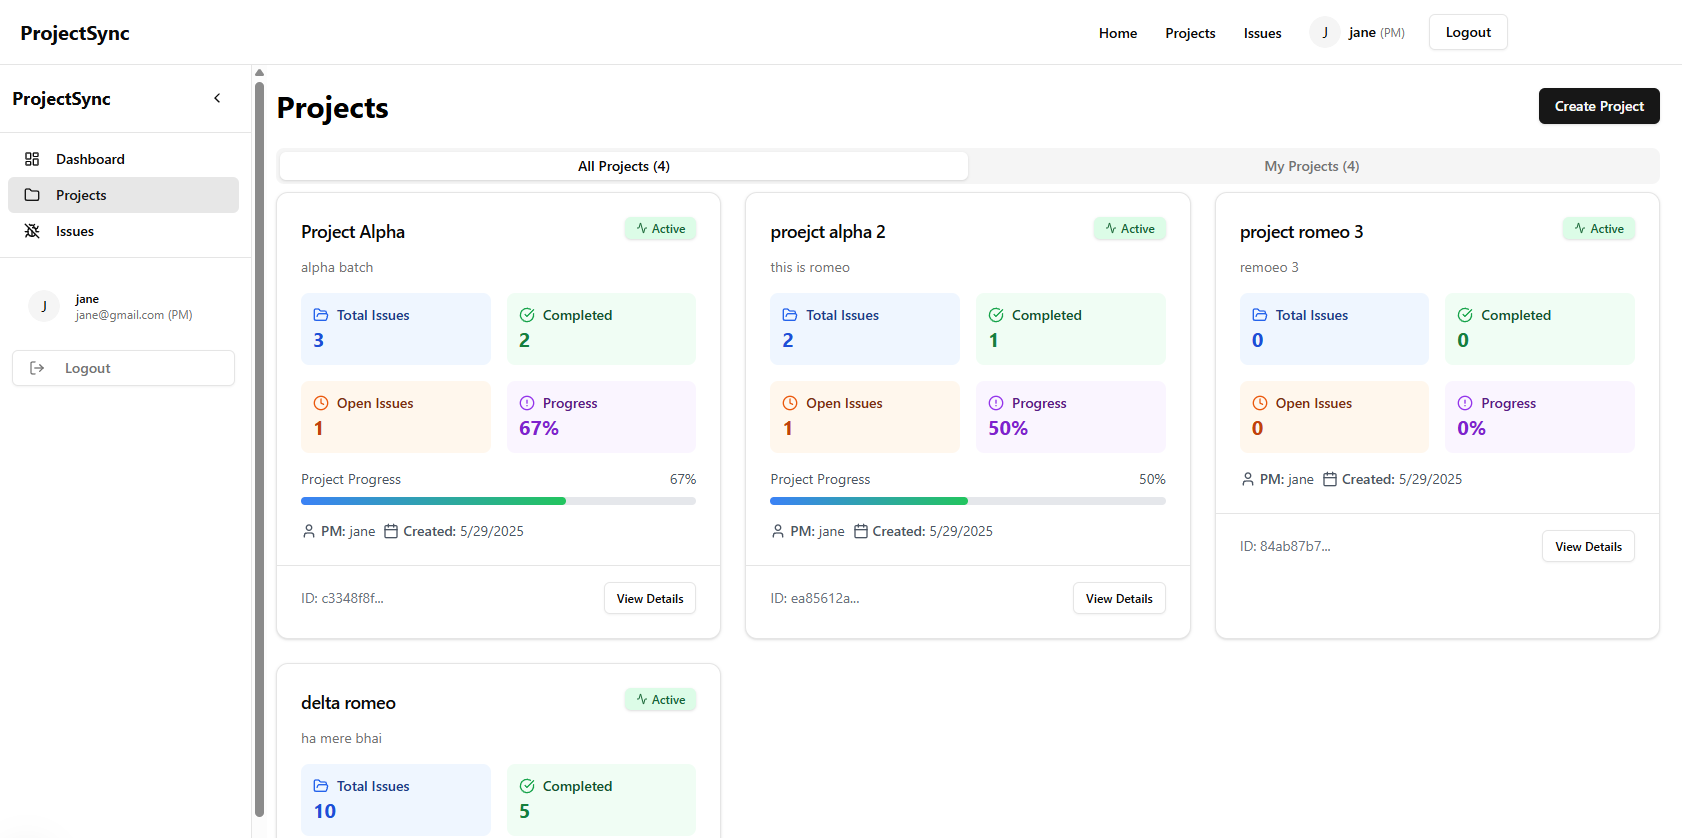 ProjectSync
Home Projects Issues J jane (PM) Logout
ProjectSync
Dashboard
Projects
Issues
J
jane
jane@gmail.com (PM)
Logout
Projects
Create Project
All Projects (4)
My Projects (4)
Project Alpha
Active
alpha batch
Total Issues
3
Completed
2
Open Issues
1
Progress
67%
Project Progress 67%
PM: jane Created: 5/29/2025
ID: c3348f8f...
View Details
proejct alpha 2
Active
this is romeo
Total Issues
2
Completed
1
Open Issues
1
Progress
50%
Project Progress 50%
PM: jane Created: 5/29/2025
ID: ea85612a...
View Details
project romeo 3
Active
remoeo 3
Total Issues
0
Completed
0
Open Issues
0
Progress
0%
PM: jane Created: 5/29/2025
ID: 84ab87b7...
View Details
delta romeo
Active
ha mere bhai
Total Issues
10
Completed
5